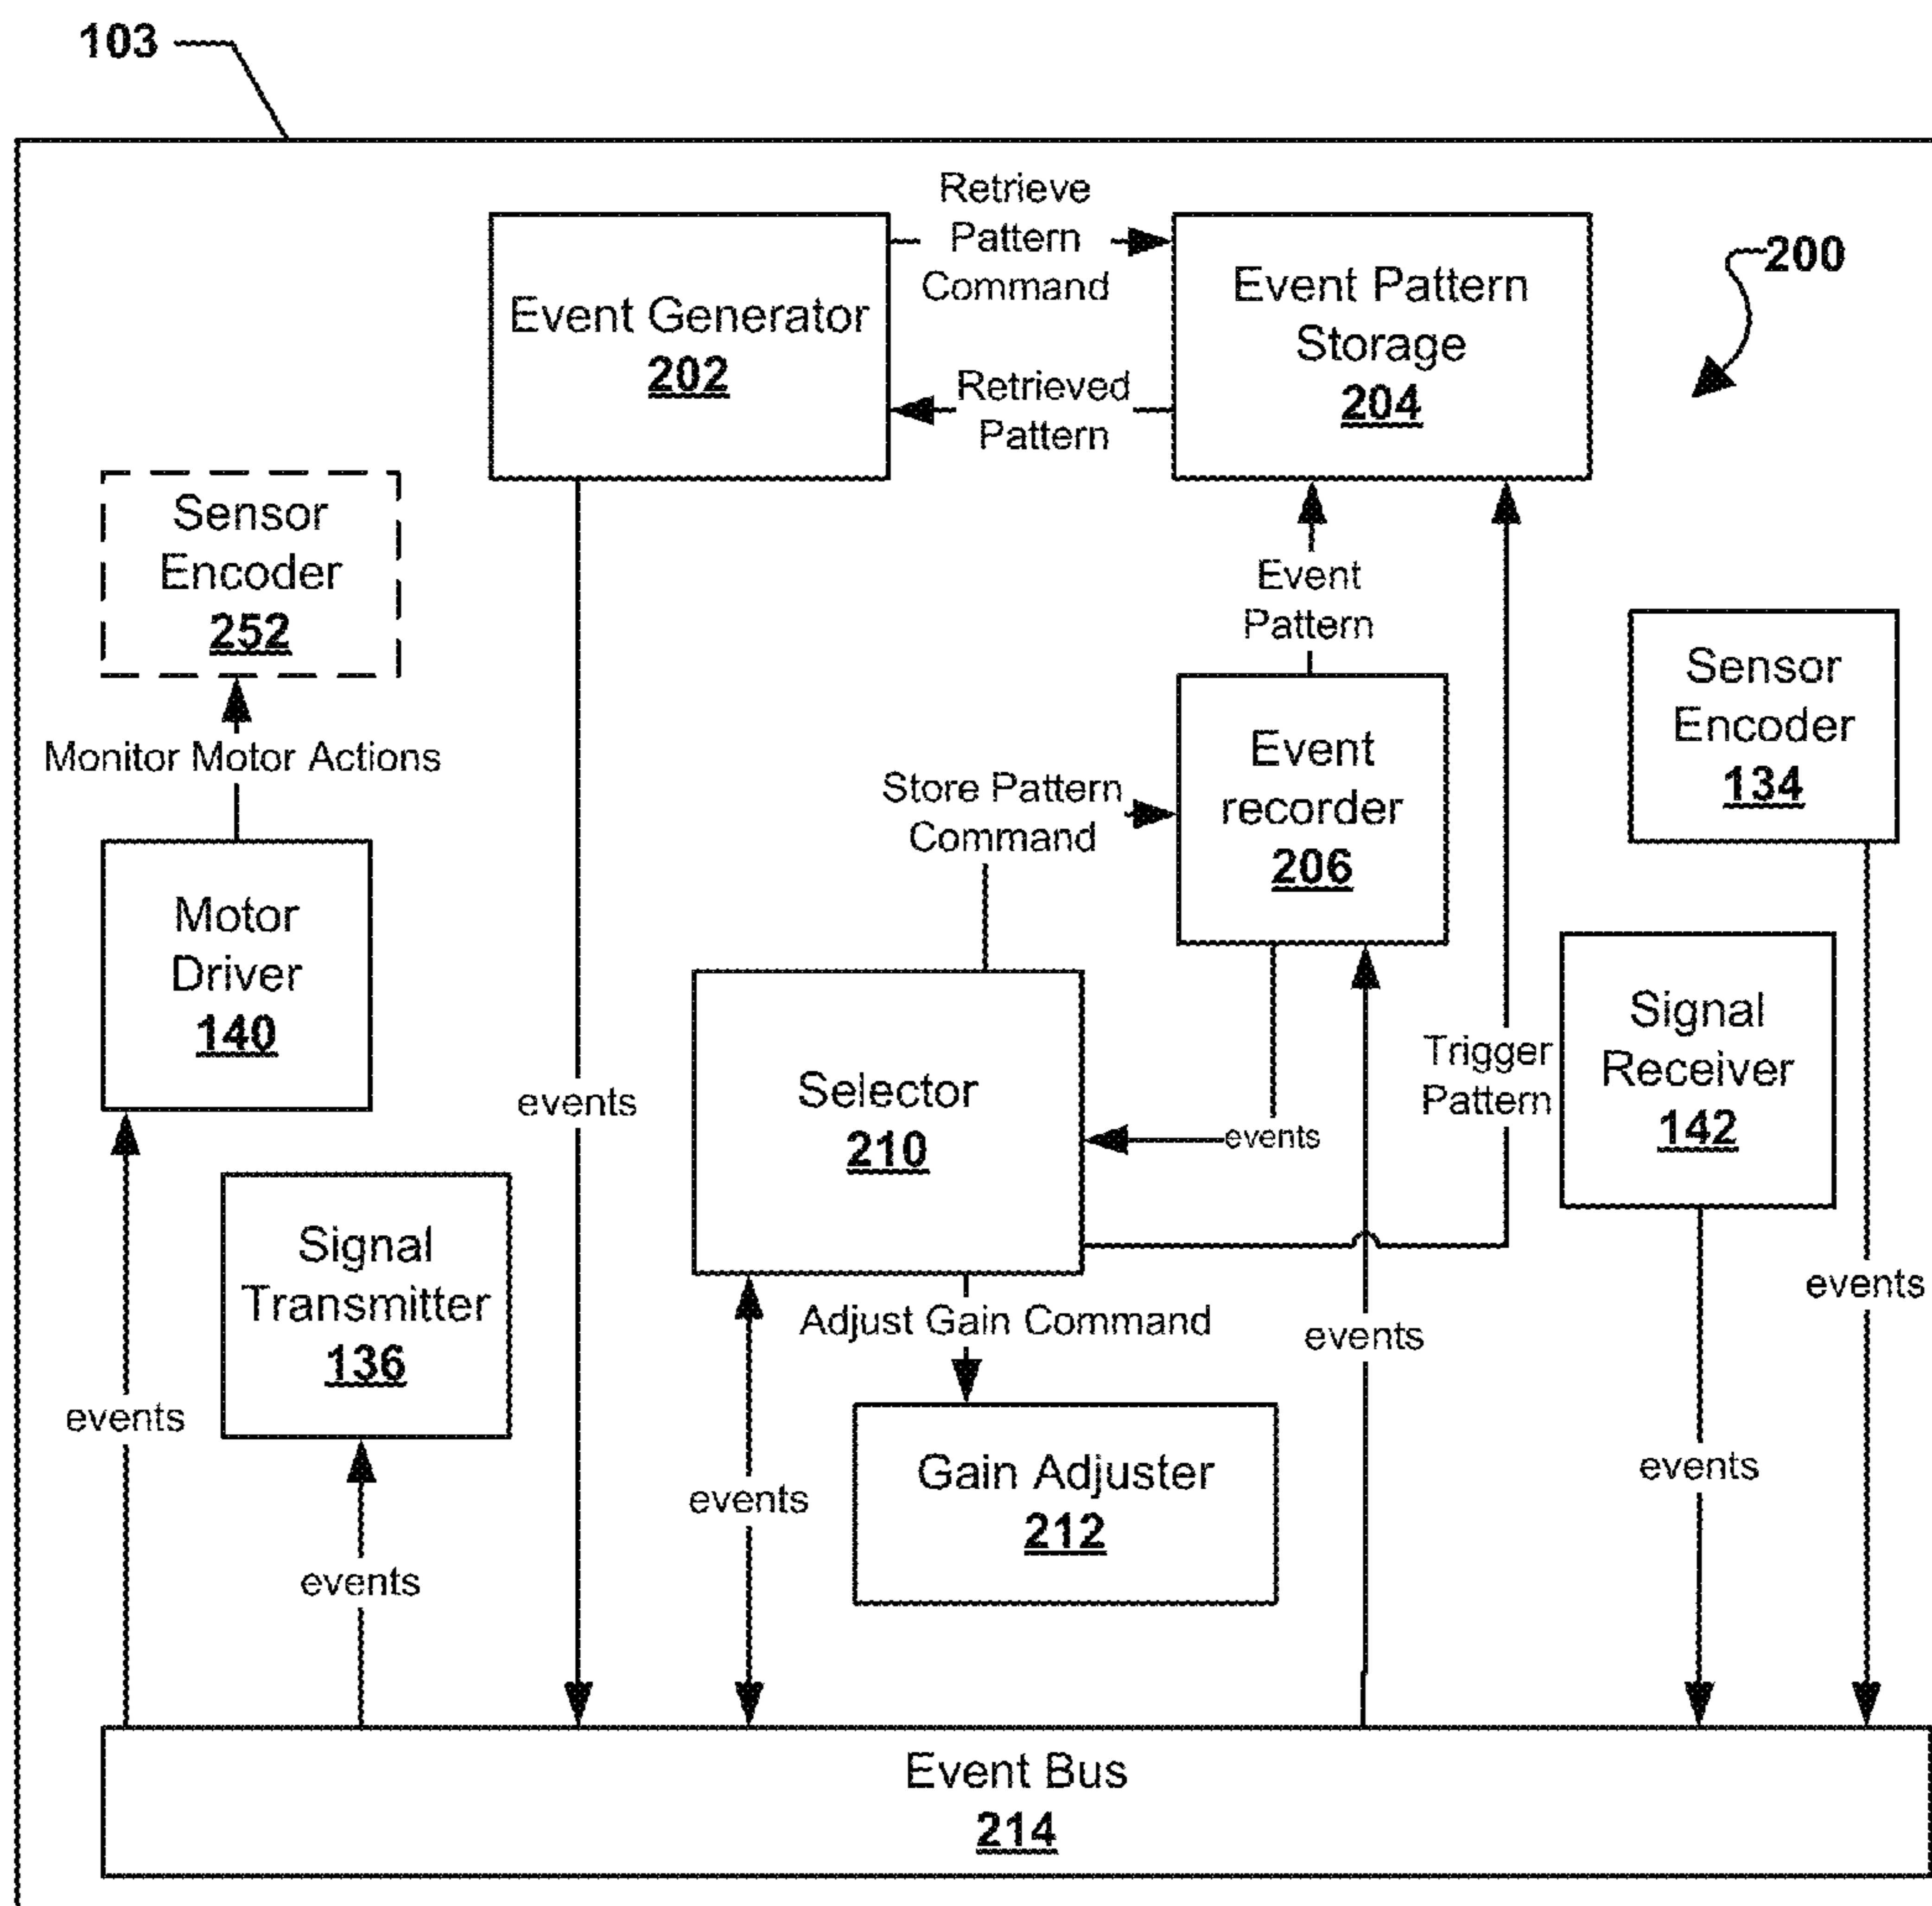 103
200
Event Generator
202
Retrieve
Pattern
Command
Retrieved
Pattern
Event Pattern
Storage
204
Sensor
Encoder
252
Monitor Motor Actions
Motor
Driver
140
Event
Pattern
Store Pattern
Command
Event
recorder
206
Sensor
Encoder
134
Selector
210
events
events
Trigger
Pattern
Signal
Receiver
142
Signal
Transmitter
136
Adjust Gain Command
Gain Adjuster
212
events
events
events
events
events
events
Event Bus
214